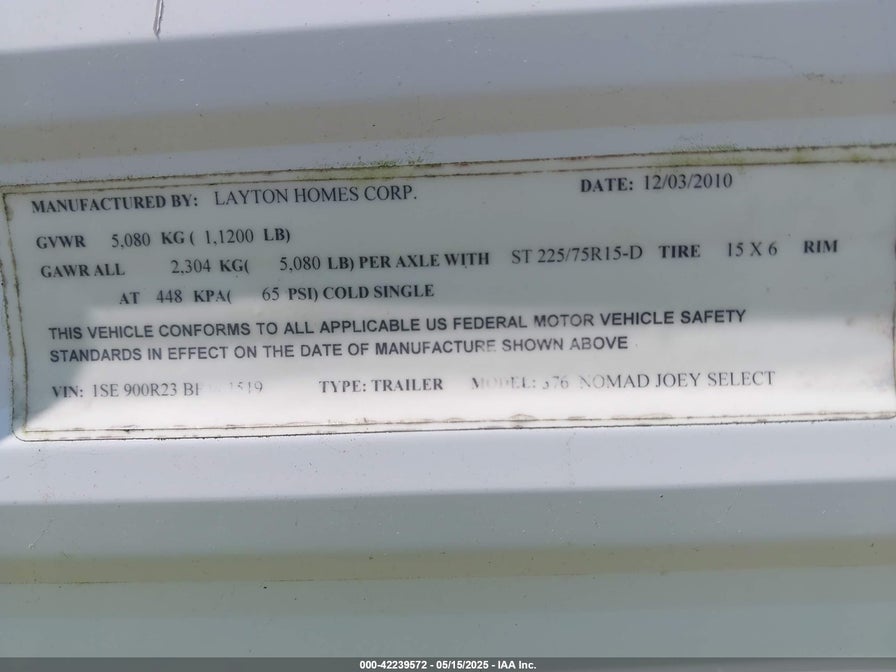 MANUFACTURED BY: LAYTON HOMES CORP. DATE: 12/03/2010
GVWR 5,080 KG ( 1,1200 LB)
GAWR ALL 2,304 KG( 5,080 LB) PER AXLE WITH ST 225/75R15-D TIRE 15 X 6 RIM
AT 448 KPA( 65 PSI) COLD SINGLE
THIS VEHICLE CONFORMS TO ALL APPLICABLE US FEDERAL MOTOR VEHICLE SAFETY
STANDARDS IN EFFECT ON THE DATE OF MANUFACTURE SHOWN ABOVE
VIN: 1SE 900R23 TYPE: TRAILER MODEL: 376 NOMAD JOEY SELECT
000-42239572 - 05/15/2025 - IAA Inc.